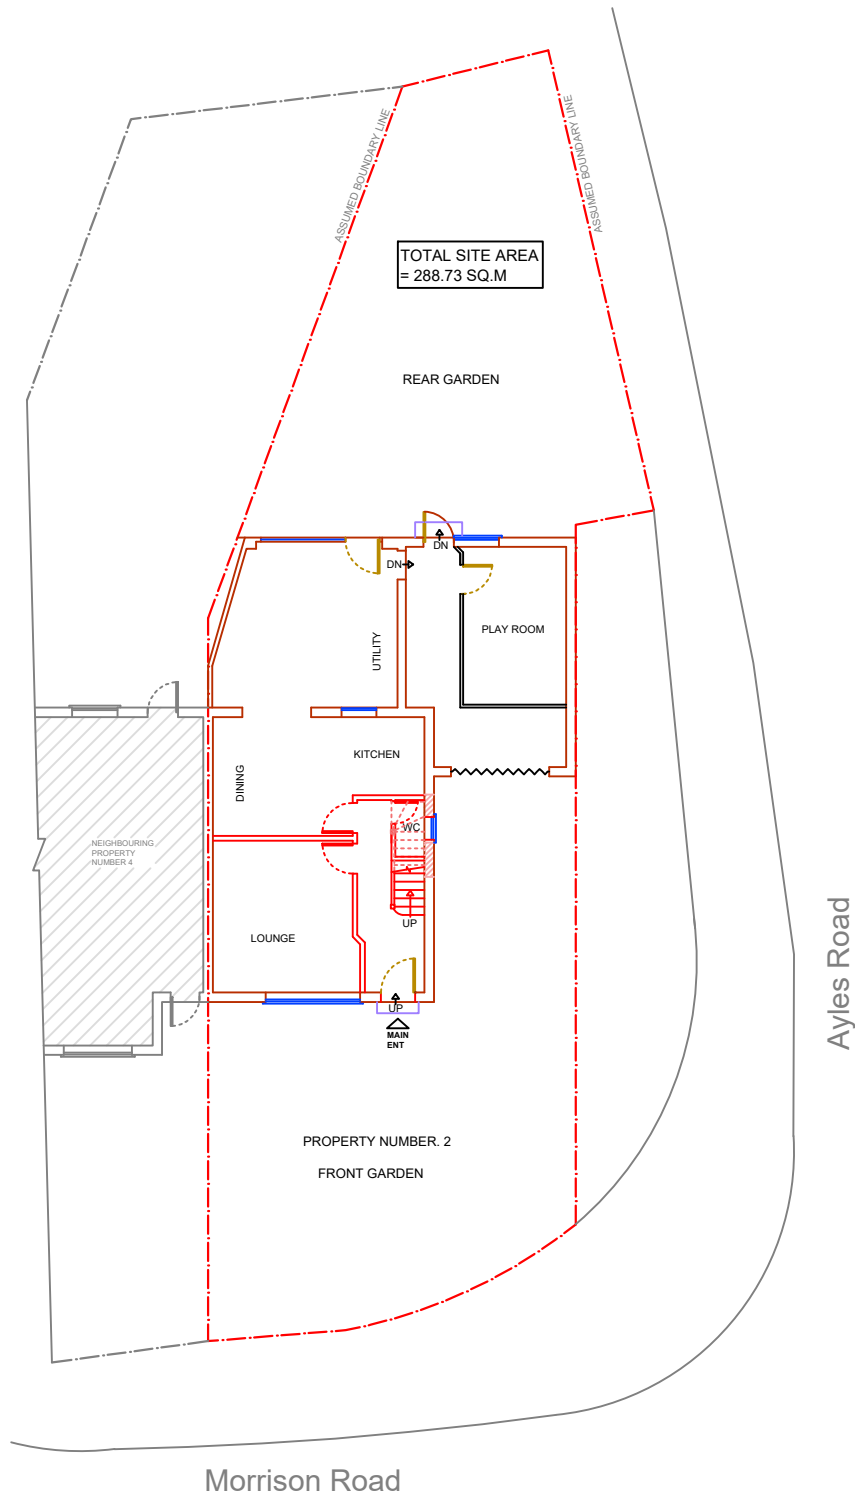 ASSUMED BOUNDARY LINE
ASSUMED BOUNDARY LINE
TOTAL SITE AREA
= 288.73 SQ.M
REAR GARDEN
DN
DN
PLAY ROOM
UTILITY
KITCHEN
DINING
WC
NEIGHBOURING
PROPERTY
NUMBER 4
UP
LOUNGE
UP
MAIN
ENT
Ayles Road
PROPERTY NUMBER. 2
FRONT GARDEN
Morrison Road